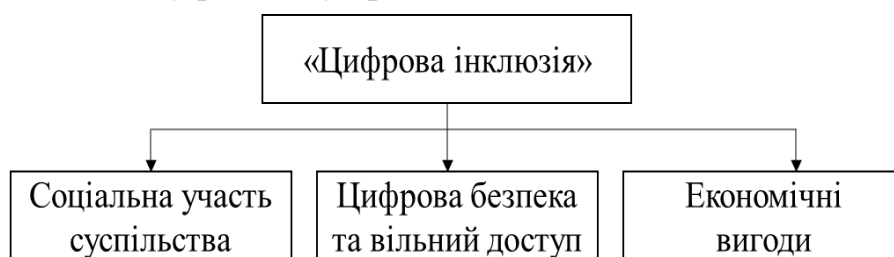 «Цифрова інклюзія»
Соціальна участь
суспільства
Цифрова безпека
та вільний доступ
Економічні
вигоди